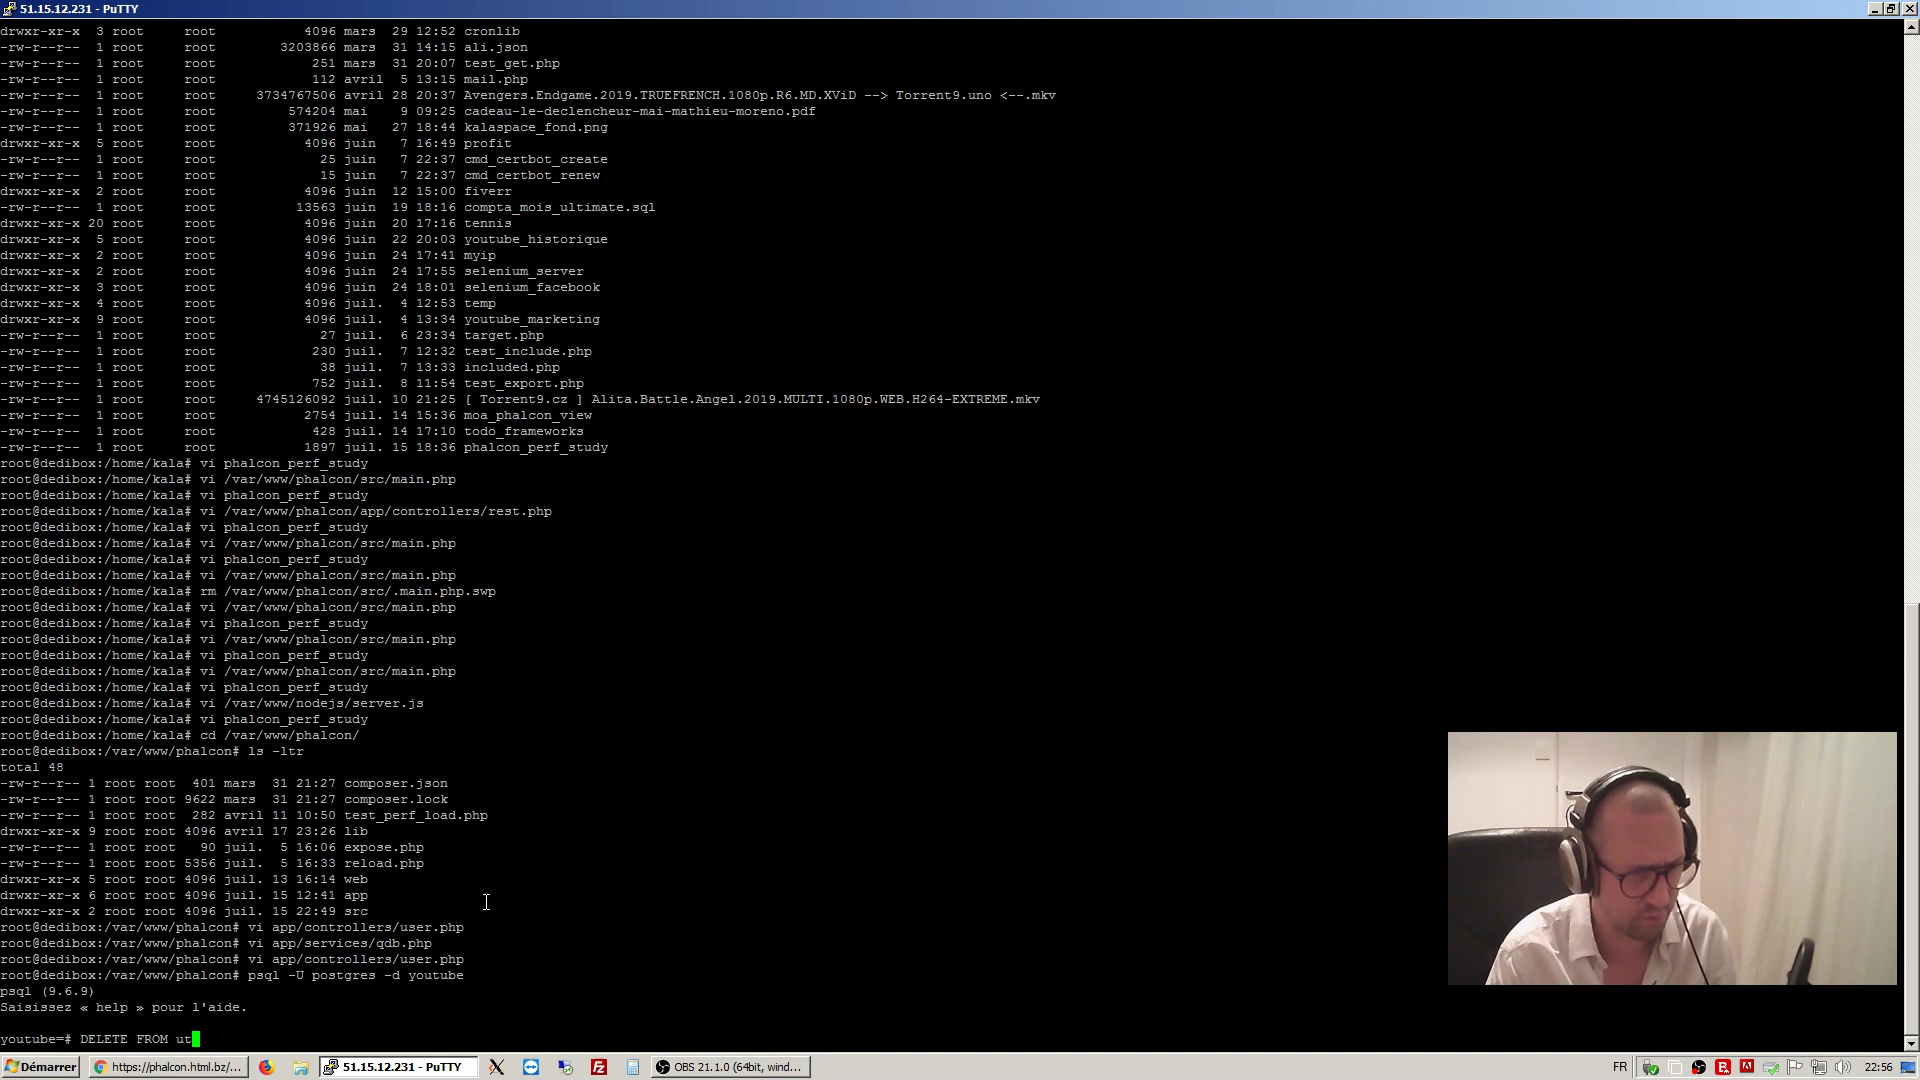 51.15.12.231 - PuTTY
drwxr-xr-x 3 root root 4096 mars 29 12:52 cronlib
-rw-r--r-- 1 root root 3203866 mars 31 14:15 ali.json
-rw-r--r-- 1 root root 251 mars 31 20:07 test_get.php
-rw-r--r-- 1 root root 112 avril 5 13:15 mail.php
-rw-r--r-- 1 root root 3734767506 avril 28 20:37 Avengers.Endgame.2019.TRUEFRENCH.1080p.R6.MD.XViD --> Torrent9.uno <--.mkv
-rw-r--r-- 1 root root 574204 mai 9 09:25 cadeau-le-declencheur-mai-mathieu-moreno.pdf
-rw-r--r-- 1 root root 371926 mai 27 18:44 kalaspace_fond.png
drwxr-xr-x 5 root root 4096 juin 7 16:49 profit
-rw-r--r-- 1 root root 25 juin 7 22:37 cmd_certbot_create
-rw-r--r-- 1 root root 15 juin 7 22:37 cmd_certbot_renew
drwxr-xr-x 2 root root 4096 juin 12 15:00 fiverr
-rw-r--r-- 1 root root 13563 juin 19 18:16 compta_mois_ultimate.sql
drwxr-xr-x 20 root root 4096 juin 20 17:16 tennis
drwxr-xr-x 5 root root 4096 juin 22 20:03 youtube_historique
drwxr-xr-x 2 root root 4096 juin 24 17:41 myip
drwxr-xr-x 2 root root 4096 juin 24 17:55 selenium_server
drwxr-xr-x 3 root root 4096 juin 24 18:01 selenium_facebook
drwxr-xr-x 4 root root 4096 juil. 4 12:53 temp
drwxr-xr-x 9 root root 4096 juil. 4 13:34 youtube_marketing
-rw-r--r-- 1 root root 27 juil. 6 23:34 target.php
-rw-r--r-- 1 root root 230 juil. 7 12:32 test_include.php
-rw-r--r-- 1 root root 38 juil. 7 13:33 included.php
-rw-r--r-- 1 root root 752 juil. 8 11:54 test_export.php
-rw-r--r-- 1 root root 4745126092 juil. 10 21:25 [ Torrent9.cz ] Alita.Battle.Angel.2019.MULTI.1080p.WEB.H264-EXTREME.mkv
-rw-r--r-- 1 root root 2754 juil. 14 15:36 moa_phalcon_view
-rw-r--r-- 1 root root 428 juil. 14 17:10 todo_frameworks
-rw-r--r-- 1 root root 1897 juil. 15 18:36 phalcon_perf_study
root@dedibox:/home/kala# vi phalcon_perf_study
root@dedibox:/home/kala# vi /var/www/phalcon/src/main.php
root@dedibox:/home/kala# vi phalcon_perf_study
root@dedibox:/home/kala# vi /var/www/phalcon/app/controllers/rest.php
root@dedibox:/home/kala# vi phalcon_perf_study
root@dedibox:/home/kala# vi /var/www/phalcon/src/main.php
root@dedibox:/home/kala# vi phalcon_perf_study
root@dedibox:/home/kala# vi /var/www/phalcon/src/main.php
root@dedibox:/home/kala# rm /var/www/phalcon/src/.main.php.swp
root@dedibox:/home/kala# vi /var/www/phalcon/src/main.php
root@dedibox:/home/kala# vi phalcon_perf_study
root@dedibox:/home/kala# vi /var/www/phalcon/src/main.php
root@dedibox:/home/kala# vi phalcon_perf_study
root@dedibox:/home/kala# vi /var/www/phalcon/src/main.php
root@dedibox:/home/kala# vi phalcon_perf_study
root@dedibox:/home/kala# vi /var/www/nodejs/server.js
root@dedibox:/home/kala# vi phalcon_perf_study
root@dedibox:/home/kala# cd /var/www/phalcon/
root@dedibox:/var/www/phalcon# ls -ltr
total 48
-rw-r--r-- 1 root root 401 mars 31 21:27 composer.json
-rw-r--r-- 1 root root 9622 mars 31 21:27 composer.lock
-rw-r--r-- 1 root root 282 avril 11 10:50 test_perf_load.php
drwxr-xr-x 9 root root 4096 avril 17 23:26 lib
-rw-r--r-- 1 root root 90 juil. 5 16:06 expose.php
-rw-r--r-- 1 root root 5356 juil. 5 16:33 reload.php
drwxr-xr-x 5 root root 4096 juil. 13 16:14 web
drwxr-xr-x 6 root root 4096 juil. 15 12:41 app
drwxr-xr-x 2 root root 4096 juil. 15 22:49 src
root@dedibox:/var/www/phalcon# vi app/controllers/user.php
root@dedibox:/var/www/phalcon# vi app/services/qdb.php
root@dedibox:/var/www/phalcon# vi app/controllers/user.php
root@dedibox:/var/www/phalcon# psql -U postgres -d youtube
psql (9.6.9)
Saisissez « help » pour l'aide.
youtube=# DELETE FROM ut
Démarrer https://phalcon.html.bz/... 51.15.12.231 - PuTTY OBS 21.1.0 (64bit, wind... FR 22:56